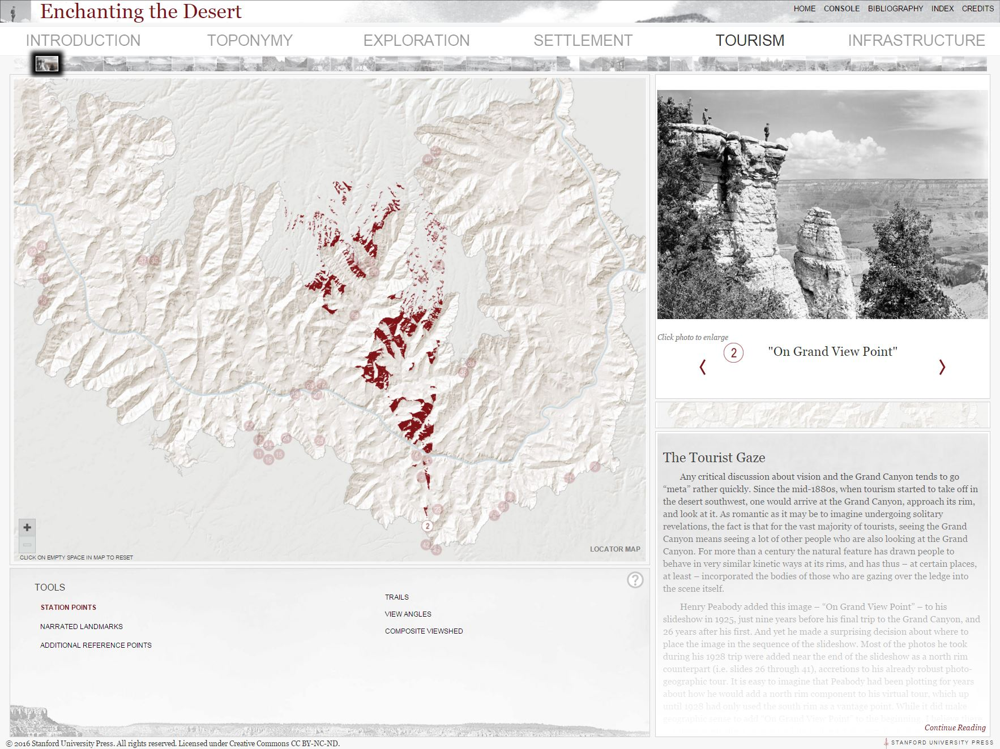 Enchanting the Desert
HOME CONSOLE BIBLIOGRAPHY INDEX CREDITS
INTRODUCTION TOPONYMY EXPLORATION SETTLEMENT TOURISM INFRASTRUCTURE
24
25
11
15
16
23
2
42
43
LOCATOR MAP
CLICK ON EMPTY SPACE IN MAP TO RESET
Click photo to enlarge
2 "On Grand View Point"
The Tourist Gaze
Any critical discussion about vision and the Grand Canyon tends to go
“meta” rather quickly. Since the mid-1880s, when tourism started to take off in
the desert southwest, one would arrive at the Grand Canyon, approach its rim,
and look at it. As romantic as it may be to imagine undergoing solitary
revelations, the fact is that for the vast majority of tourists, seeing the Grand
Canyon means seeing a lot of other people who are also looking at the Grand
Canyon. For more than a century the natural feature has drawn people to
behave in very similar kinetic ways at its rims, and has thus – at certain places,
at least – incorporated the bodies of those who are gazing over the ledge into
the scene itself.
Henry Peabody added this image – “On Grand View Point” – to his
slideshow in 1925, just nine years before his final trip to the Grand Canyon, and
26 years after his first. And yet he made a surprising decision about where to
place the image in the sequence of the slideshow. Most of the photos he took
during his 1928 trip were added near the end of the slideshow as a north rim
counterpart (i.e. slides 26 through 41), accretions to his already robust photo-
geographic tour. It is easy to imagine that Peabody had been plotting for years
about how he would add a north rim component to his virtual tour, which up
until 1928 had only used the south rim as a vantage point. While it did make
geographic sense to add “On Grand View Point” to the beginning, I believe there
Continue Reading
TOOLS
STATION POINTS
NARRATED LANDMARKS
ADDITIONAL REFERENCE POINTS
TRAILS
VIEW ANGLES
COMPOSITE VIEWSHED
?
© 2016 Stanford University Press. All rights reserved. Licensed under Creative Commons CC BY-NC-ND.
STANFORD UNIVERSITY PRESS